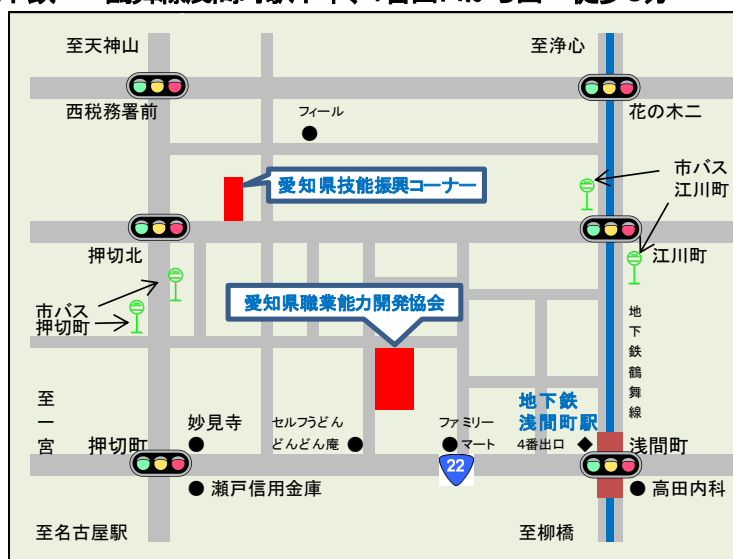 至天神山
至浄心
西税務署前
フィール
花の木二
市バス
江川町
愛知県技能振興コーナー
押切北
江川町
市バス
押切町
愛知県職業能力開発協会
地下鉄鶴舞線
至一宮
妙見寺
セルフうどん
どんどん庵
ファミリー
マート
地下鉄
浅間町駅
4番出口
押切町
浅間町
22
瀬戸信用金庫
高田内科
至名古屋駅
至柳橋